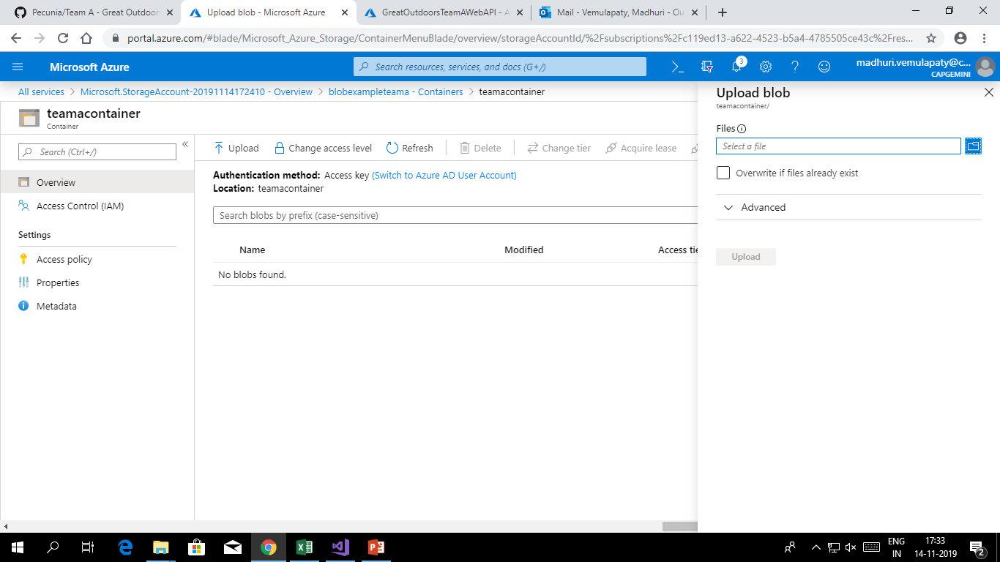 Pecunia/Team A - Great Outdoor
Upload blob - Microsoft Azure
GreatOutdoorsTeamAWebAPI - A
Mail - Vemulapaty, Madhuri - Ou
portal.azure.com/#blade/Microsoft_Azure_Storage/ContainerMenuBlade/overview/storageAccountId/%2Fsubscriptions%2Fc119ed13-a622-4523-b5a4-4785505ce43c%2Fres...
Microsoft Azure
Search resources, services, and docs (G+/)
3
madhuri.vemulapaty@c...
CAPGEMINI
All services > Microsoft.StorageAccount-20191114172410 - Overview > blobexampleteama - Containers > teamacontainer
teamacontainer
Container
Search (Ctrl+/)
Overview
Access Control (IAM)
Settings
Access policy
Properties
Metadata
Upload
Change access level
Refresh
Delete
Change tier
Acquire lease
Authentication method: Access key (Switch to Azure AD User Account)
Location: teamacontainer
Search blobs by prefix (case-sensitive)
Name Modified Access tie
No blobs found.
Upload blob
teamacontainer/
Files
Select a file
Overwrite if files already exist
Advanced
Upload
ENG
IN
17:33
14-11-2019
2